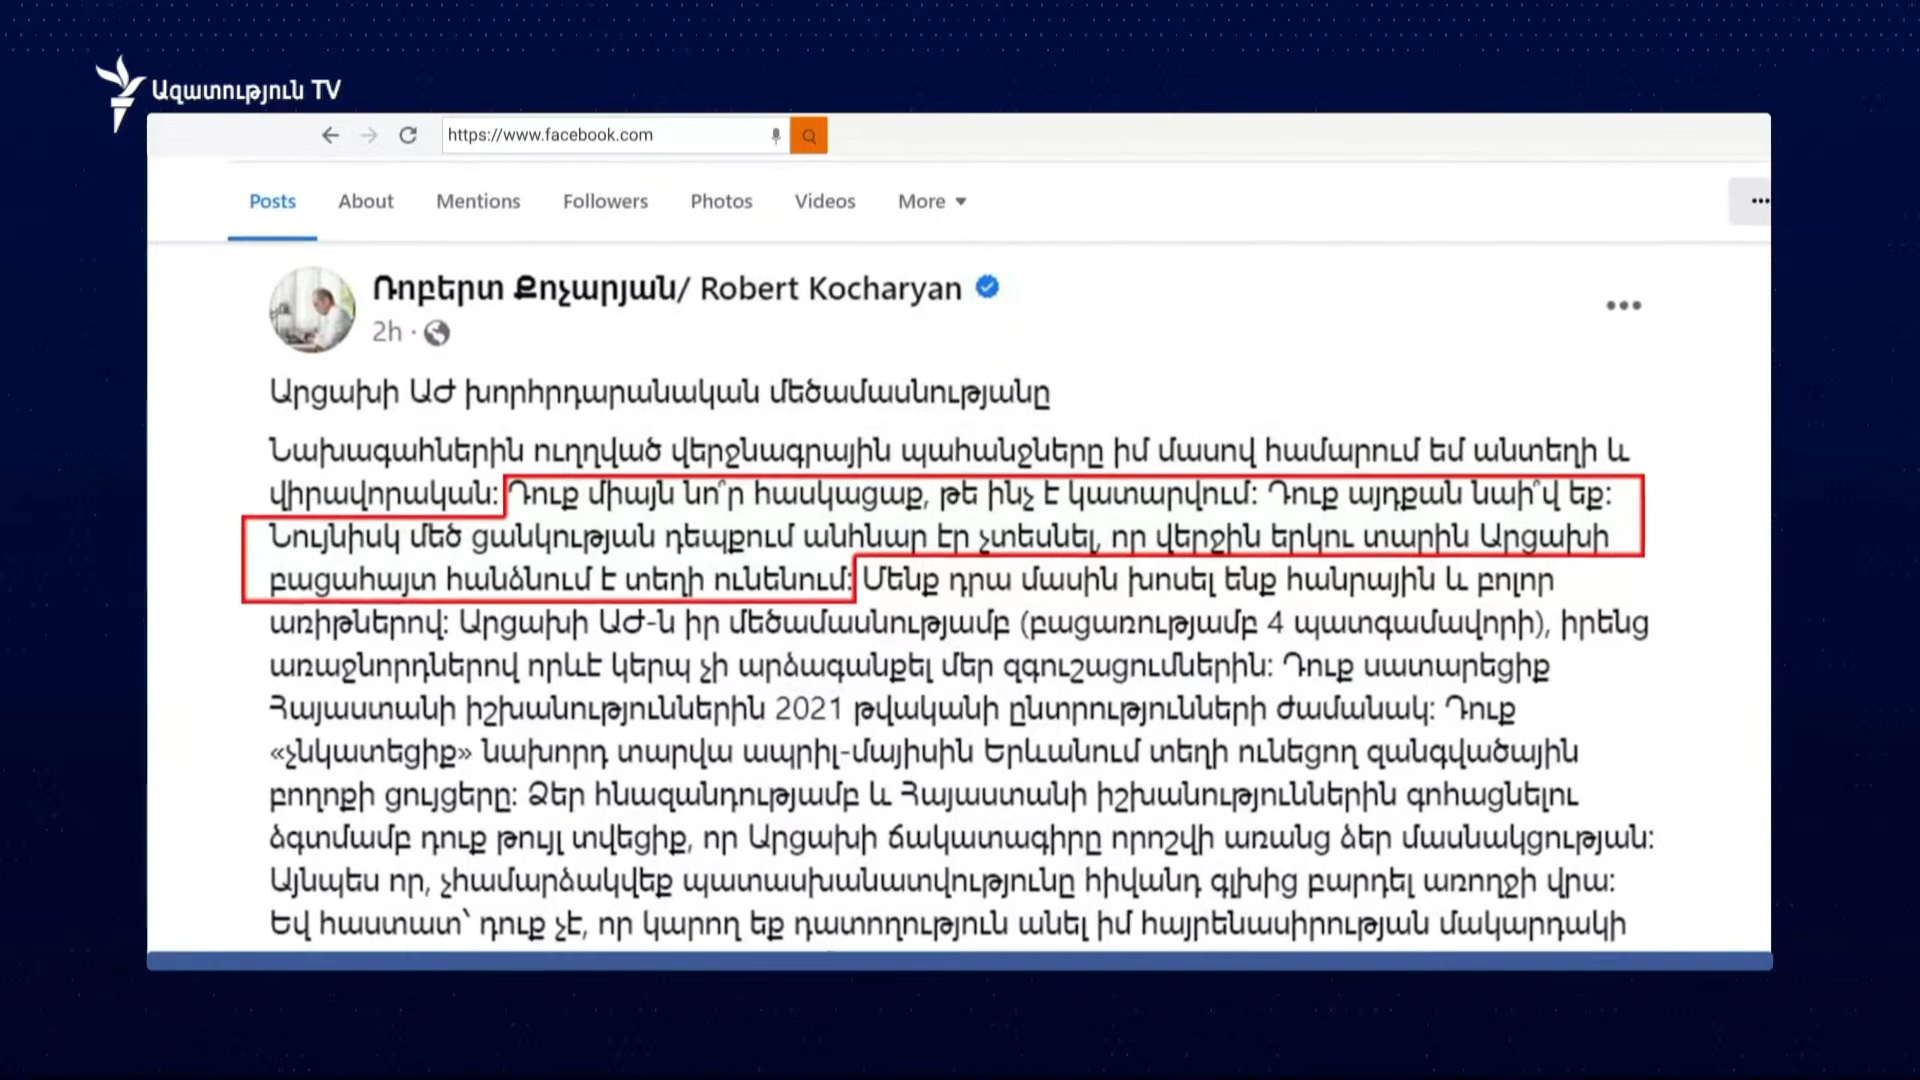 Ազատություն TV
https://www.facebook.com
Posts About Mentions Followers Photos Videos More
Ռոբերտ Քոչարյան/ Robert Kocharyan
2h ·
Արցախի ԱԺ խորհրդարանական մեծամասնությանը
Նախագահներին ուղղված վերջնագրային պահանջները իմ մասով համարում եմ անտեղի և
վիրավորական։ Դուք միայն նո՞ր հասկացաք, թե ինչ է կատարվում։ Դուք այդքան նաի՞վ եք։
Նույնիսկ մեծ ցանկության դեպքում անհնար էր չտեսնել, որ վերջին երկու տարին Արցախի
բացահայտ հանձնում է տեղի ունենում։ Մենք դրա մասին խոսել ենք հանրային և բոլոր
առիթներով։ Արցախի ԱԺ-ն իր մեծամասնությամբ (բացառությամբ 4 պատգամավորի), իրենց
առաջնորդներով որևէ կերպ չի արձագանքել մեր զգուշացումներին։ Դուք սատարեցիք
Հայաստանի իշխանություններին 2021 թվականի ընտրությունների ժամանակ։ Դուք
«չնկատեցիք» նախորդ տարվա ապրիլ-մայիսին Երևանում տեղի ունեցող զանգվածային
բողոքի ցույցերը։ Ձեր հնազանդությամբ և Հայաստանի իշխանություններին գոհացնելու
ձգտմամբ դուք թույլ տվեցիք, որ Արցախի ճակատագիրը որոշվի առանց ձեր մասնակցության։
Այնպես որ, չհամարձակվեք պատասխանատվությունը հիվանդ գլխից բարդել առողջի վրա։
Եվ հաստատ՝ դուք չէ, որ կարող եք դատողություն անել իմ հայրենասիրության մակարդակի